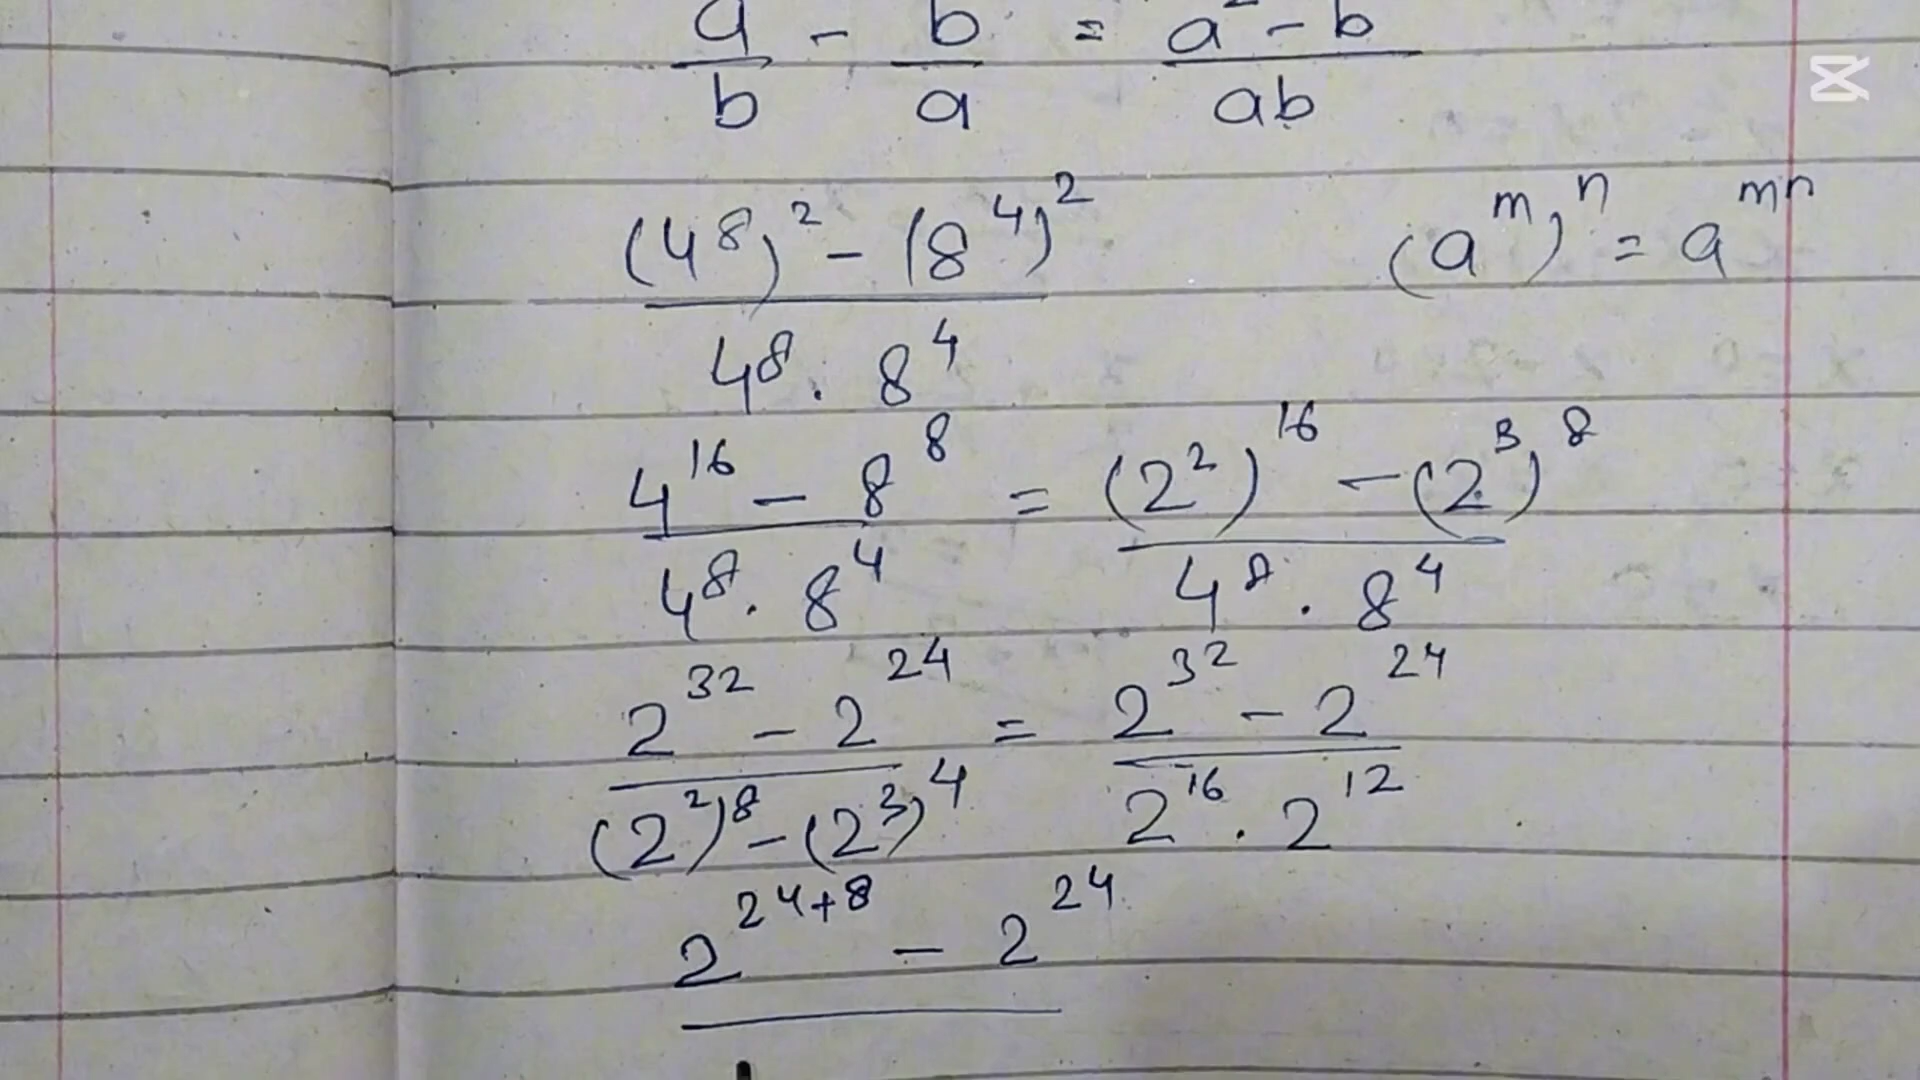 a/b - b/a = a² - b/ab
(4⁸)² - (8⁴)²/4⁸ . 8⁴ (aᵐ)ⁿ = aᵐⁿ
4¹⁶ - 8⁸/4⁸ . 8⁴ = (2²)¹⁶ - (2³)⁸/4⁸ . 8⁴
2³² - 2²⁴/(2²)⁸ - (2³)⁴ = 2³² - 2²⁴/2¹⁶ . 2¹²
2²⁴⁺⁸ - 2²⁴